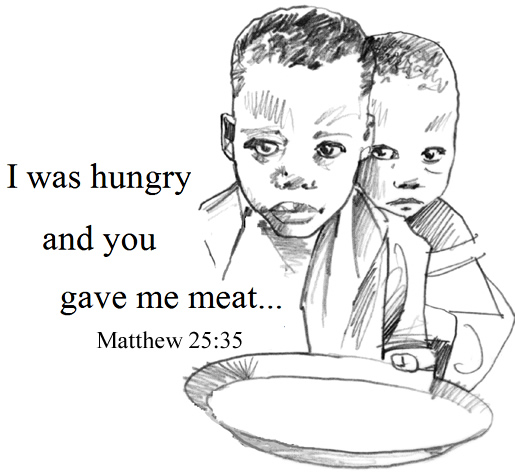 I was hungry
and you
gave me meat...
Matthew 25:35